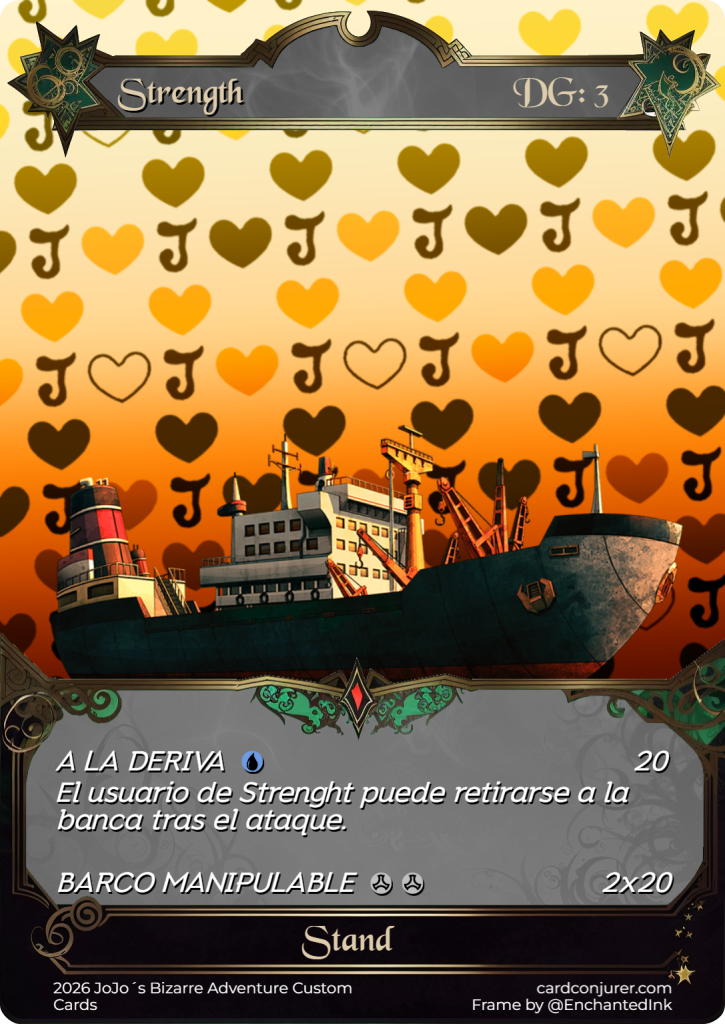 Strength
DG: 3
J J J J J J
J J J J J J
J J J J J
A LA DERIVA 20
El usuario de Strenght puede retirarse a la
banca tras el ataque.
BARCO MANIPULABLE 2x20
Stand
2026 JoJo´s Bizarre Adventure Custom
Cards
cardconjurer.com
Frame by @EnchantedInk